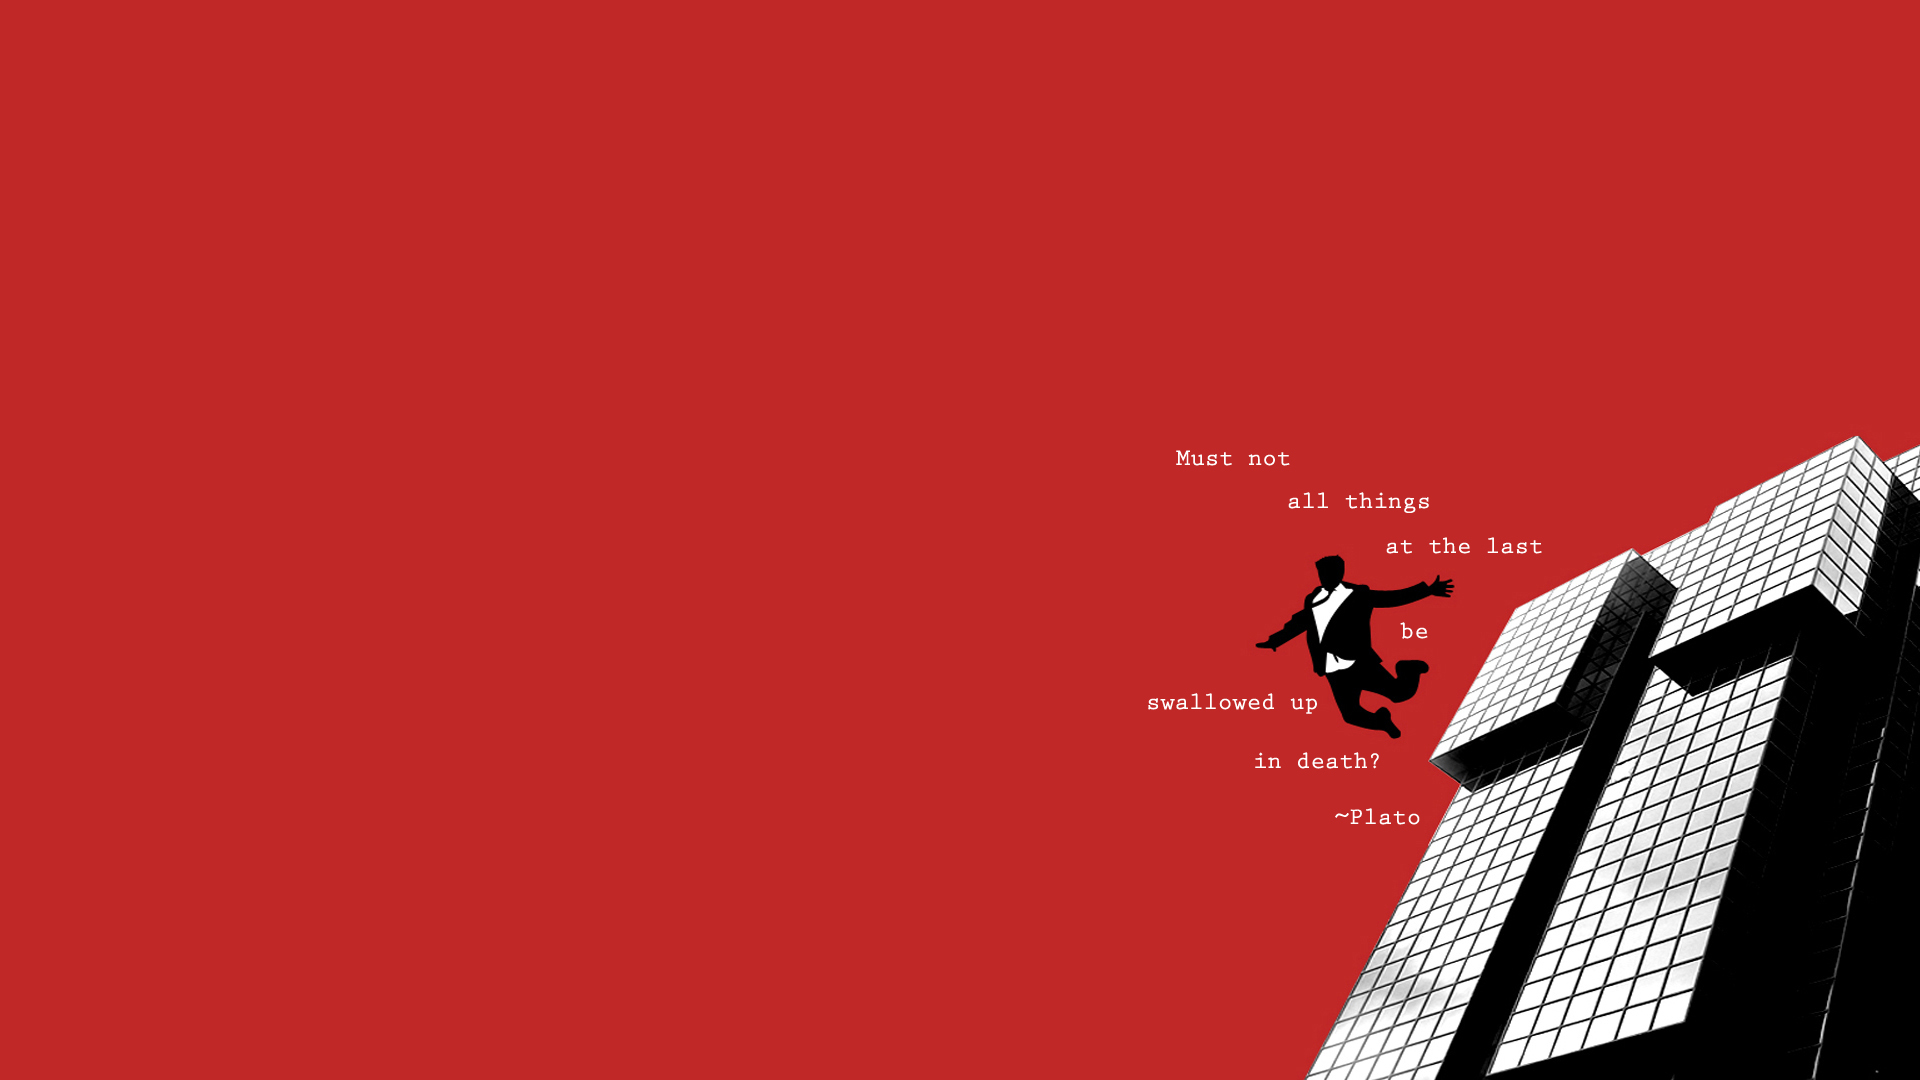 Must not
all things
at the last
be
swallowed up
in death?
~Plato